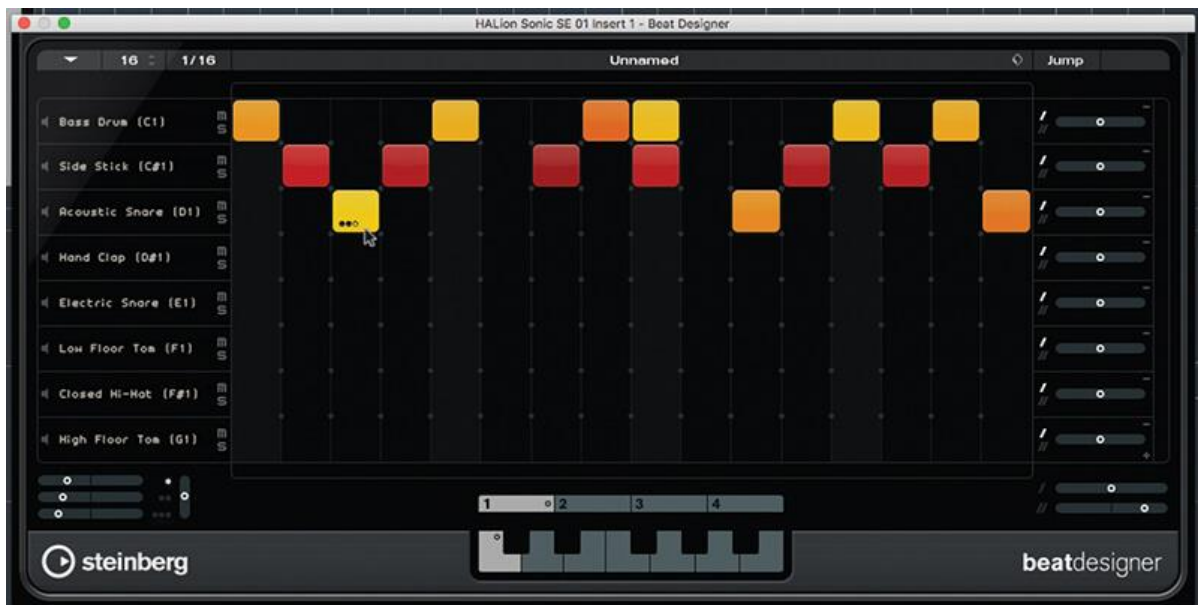 HALion Sonic SE 01 Insert 1 - Beat Designer
16 1/16 Unnamed Jump
Bass Drum (C1) m S
Side Stick (C#1) m S
Acoustic Snare (D1) m S
Hand Clap (D#1) m S
Electric Snare (E1) m S
Low Floor Tom (F1) m S
Closed Hi-Hat (F#1) m S
High Floor Tom (G1) m S
1 2 3 4
steinberg beatdesigner